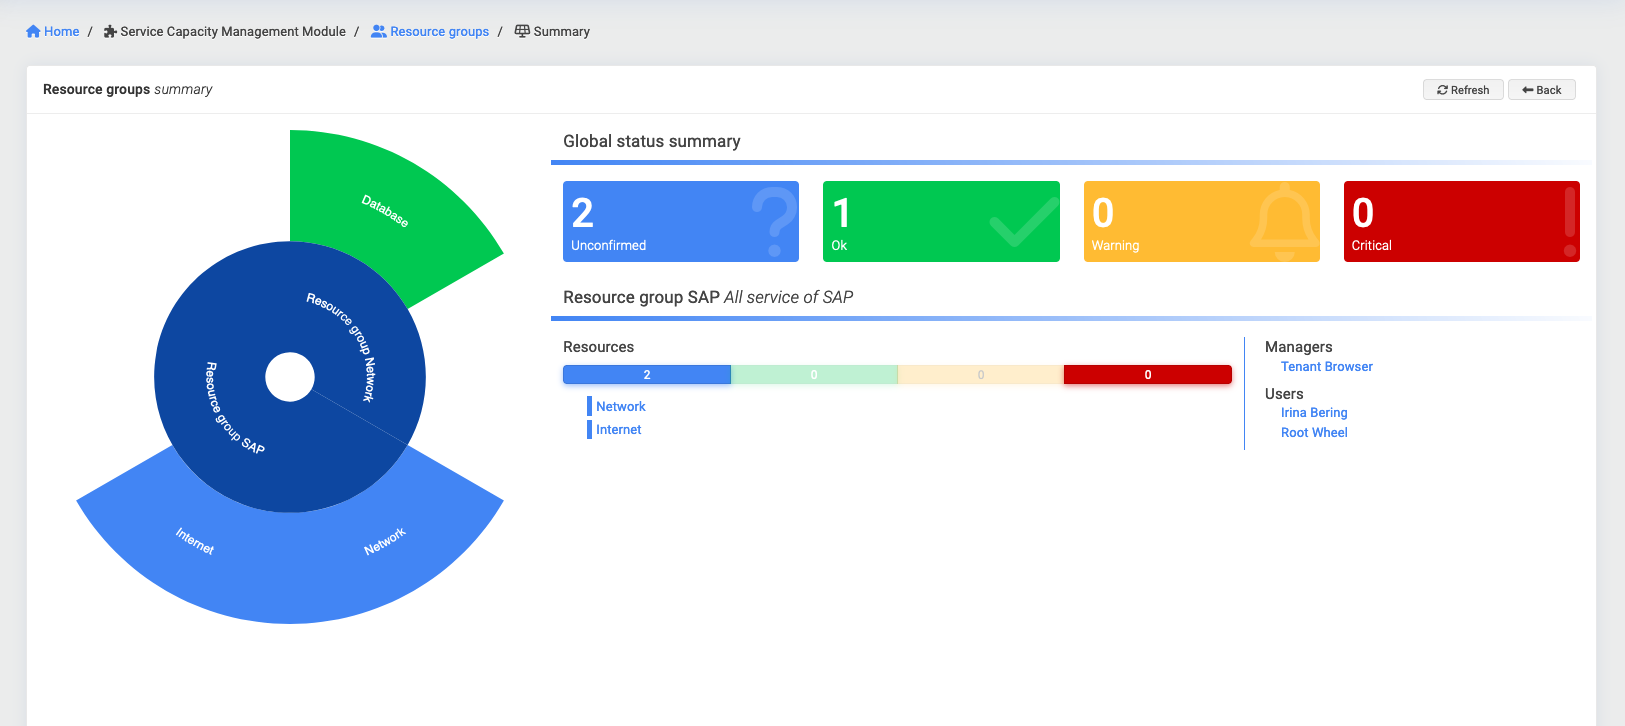 Home / Service Capacity Management Module / Resource groups / Summary
Resource groups summary
Refresh
Back
Database
Resource group Network
Resource group SAP
Internet
Network
Global status summary
2
Unconfirmed
1
Ok
0
Warning
0
Critical
Resource group SAP All service of SAP
Resources
2 0 0 0
Network
Internet
Managers
Tenant Browser
Users
Irina Bering
Root Wheel